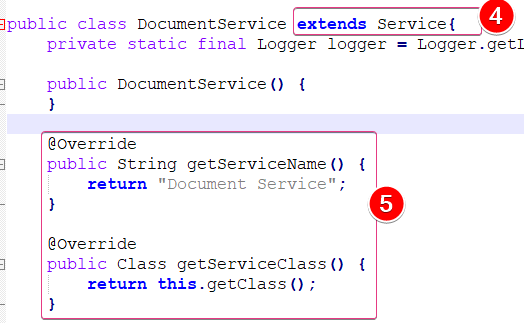 public class DocumentService extends Service{
4
private static final Logger logger = Logger.get
public DocumentService() {
}
@Override
public String getServiceName() {
return "Document Service";
}
5
@Override
public Class getServiceClass() {
return this.getClass();
}